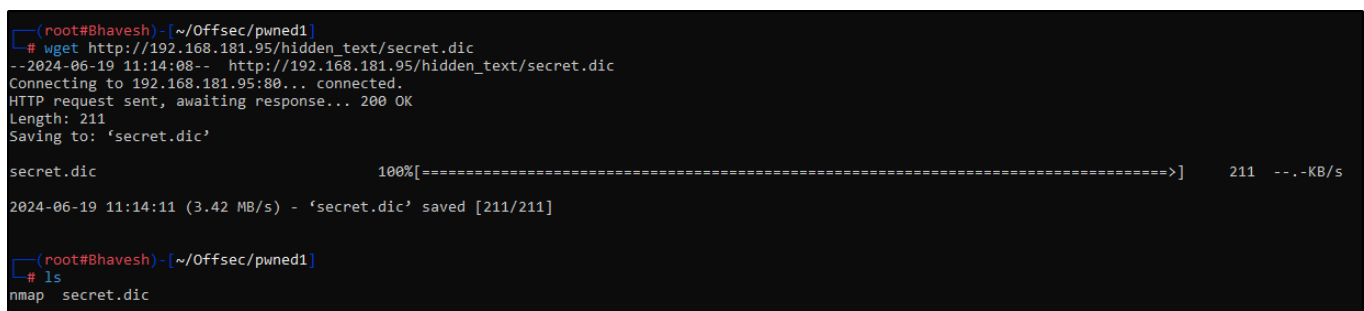 ┌──(root#Bhavesh)-[~/Offsec/pwned1]
└─# wget http://192.168.181.95/hidden_text/secret.dic
--2024-06-19 11:14:08--  http://192.168.181.95/hidden_text/secret.dic
Connecting to 192.168.181.95:80... connected.
HTTP request sent, awaiting response... 200 OK
Length: 211
Saving to: ‘secret.dic’
secret.dic 100%[=====================================================================================>] 211 --.-KB/s
2024-06-19 11:14:11 (3.42 MB/s) - ‘secret.dic’ saved [211/211]
┌──(root#Bhavesh)-[~/Offsec/pwned1]
└─# ls
nmap  secret.dic